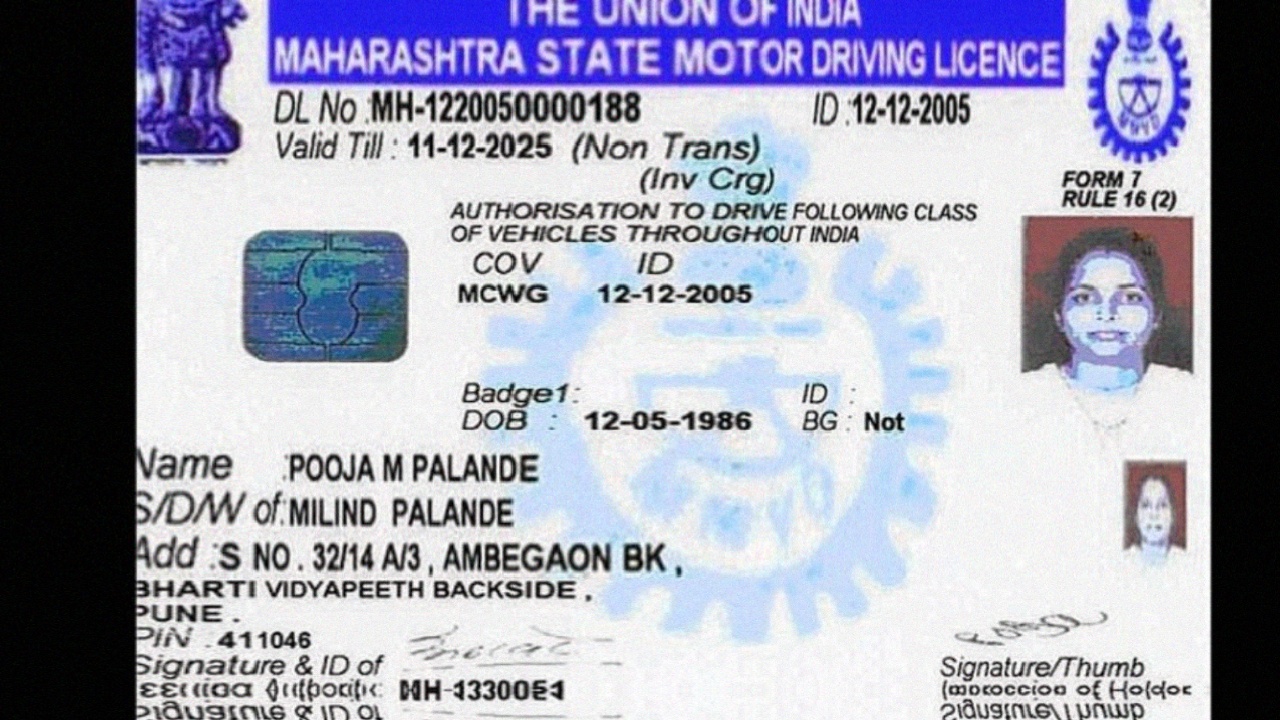 THE UNION OF INDIA
MAHARASHTRA STATE MOTOR DRIVING LICENCE
DL No : MH-1220050000188 ID : 12-12-2005
Valid Till : 11-12-2025 (Non Trans)
(Inv Crg)
FORM 7
RULE 16 (2)
AUTHORISATION TO DRIVE FOLLOWING CLASS
OF VEHICLES THROUGHOUT INDIA
COV ID
MCWG 12-12-2005
Badge1: ID :
DOB : 12-05-1986 BG : Not
Name : POOJA M PALANDE
S/D/W of: MILIND PALANDE
Add : S NO . 32/14 A/3 , AMBEGAON BK ,
BHARTI VIDYAPEETH BACKSIDE ,
PUNE .
PIN . 411046
Signature & ID of
Signature/Thumb